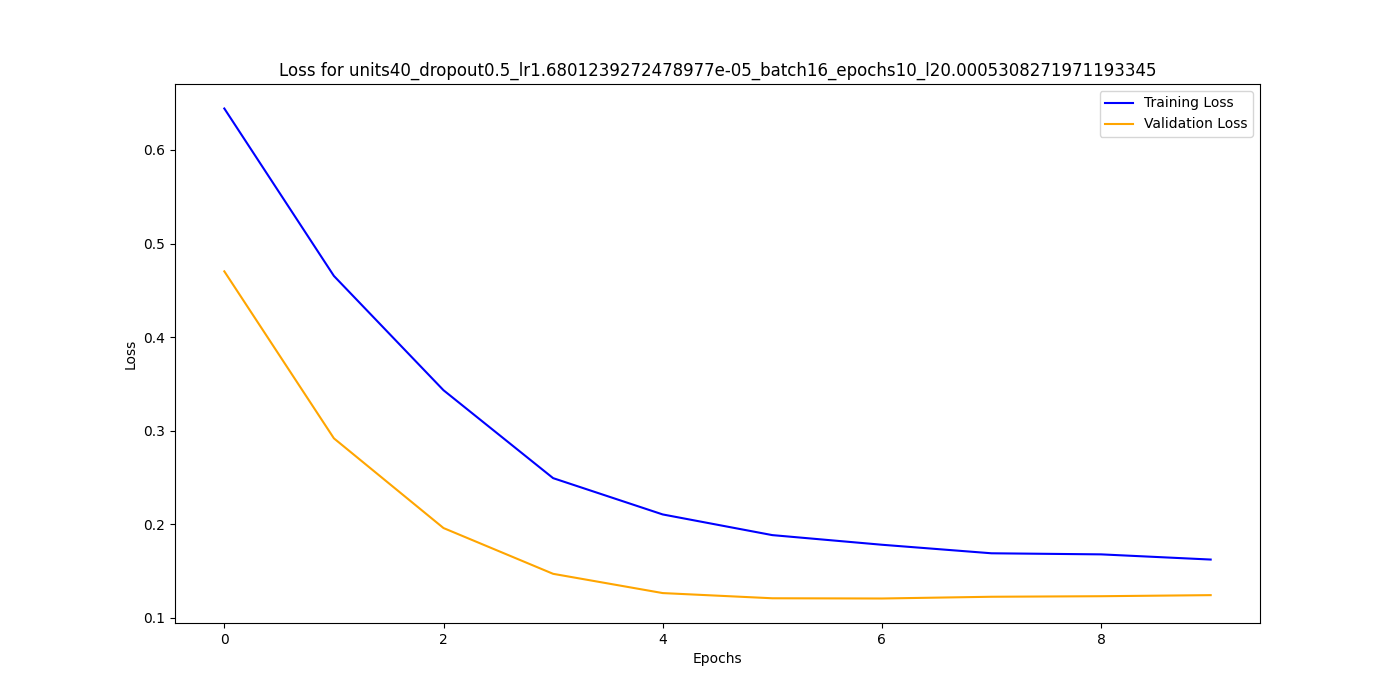 Loss for units40_dropout0.5_lr1.6801239272478977e-05_batch16_epochs10_l20.0005308271971193345
Training Loss
Validation Loss
0.6
0.5
0.4
0.3
0.2
0.1
Loss
0 2 4 6 8
Epochs